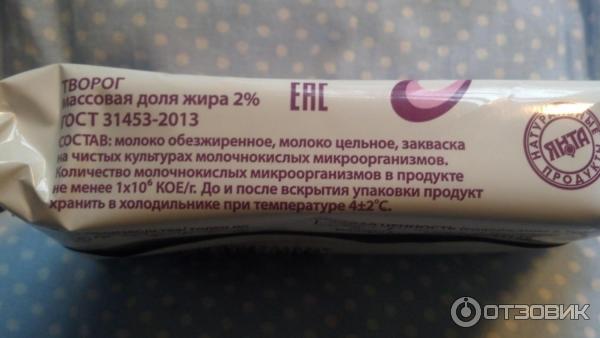 ТВОРОГ
массовая доля жира 2%
ГОСТ 31453-2013
EAC
СОСТАВ: молоко обезжиренное, молоко цельное, закваска
на чистых культурах молочнокислых микроорганизмов.
Количество молочнокислых микроорганизмов в продукте
не менее 1х10⁶ КОЕ/г. До и после вскрытия упаковки продукт
хранить в холодильнике при температуре 4±2°С.
НАТУРАЛЬНЫЕ
ЯНТА
ПРОДУКТЫ
ОТЗОВИК